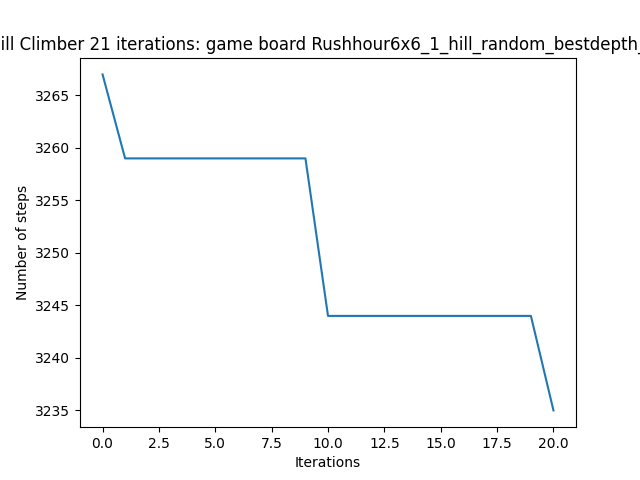 ill Climber 21 iterations: game board Rushhour6x6_1_hill_random_bestdepth_
3265
3260
3255
3250
3245
3240
3235
Number of steps
0.0 2.5 5.0 7.5 10.0 12.5 15.0 17.5 20.0
Iterations